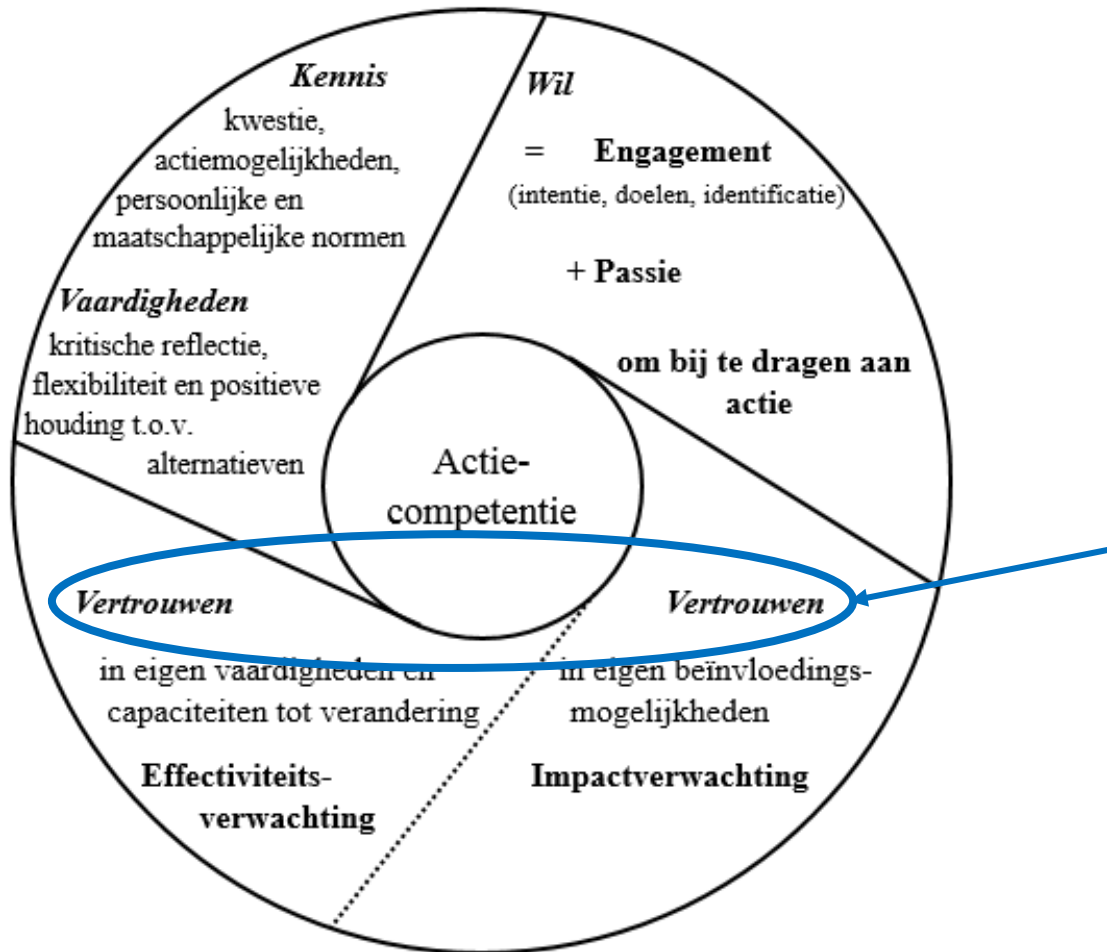 Kennis
kwestie,
actiemogelijkheden,
persoonlijke en
maatschappelijke normen
Vaardigheden
kritische reflectie,
flexibiliteit en positieve
houding t.o.v.
alternatieven
Wil
= Engagement
(intentie, doelen, identificatie)
+ Passie
om bij te dragen aan
actie
Actie-
competentie
Vertrouwen
in eigen vaardigheden en
capaciteiten tot verandering
Effectiviteits-
verwachting
Vertrouwen
in eigen beïnvloedings-
mogelijkheden
Impactverwachting